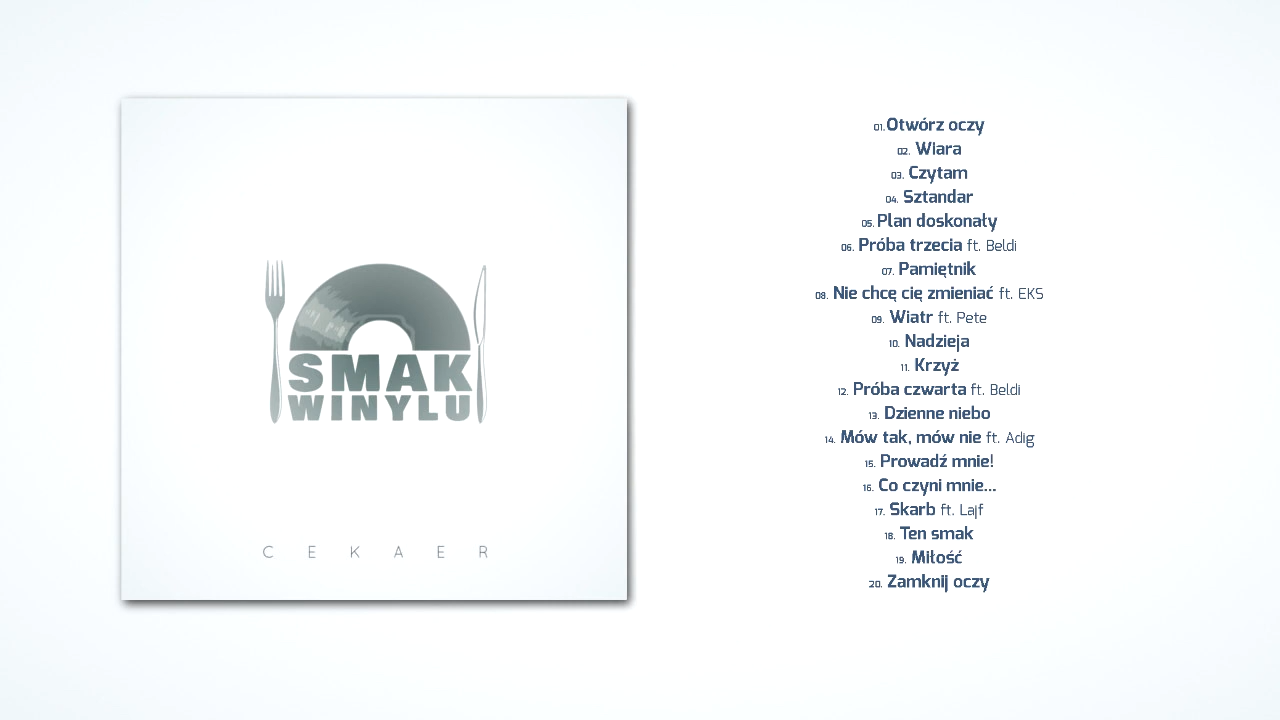 SMAK
WINYLU
CEKAER
01. Otwórz oczy
02. Wiara
03. Czytam
04. Sztandar
05. Plan doskonały
06. Próba trzecia ft. Beldi
07. Pamiętnik
08. Nie chcę cię zmieniać ft. EKS
09. Wiatr ft. Pete
10. Nadzieja
11. Krzyż
12. Próba czwarta ft. Beldi
13. Dzienne niebo
14. Mów tak, mów nie ft. Adig
15. Prowadź mnie!
16. Co czyni mnie...
17. Skarb ft. Lajf
18. Ten smak
19. Miłość
20. Zamknij oczy